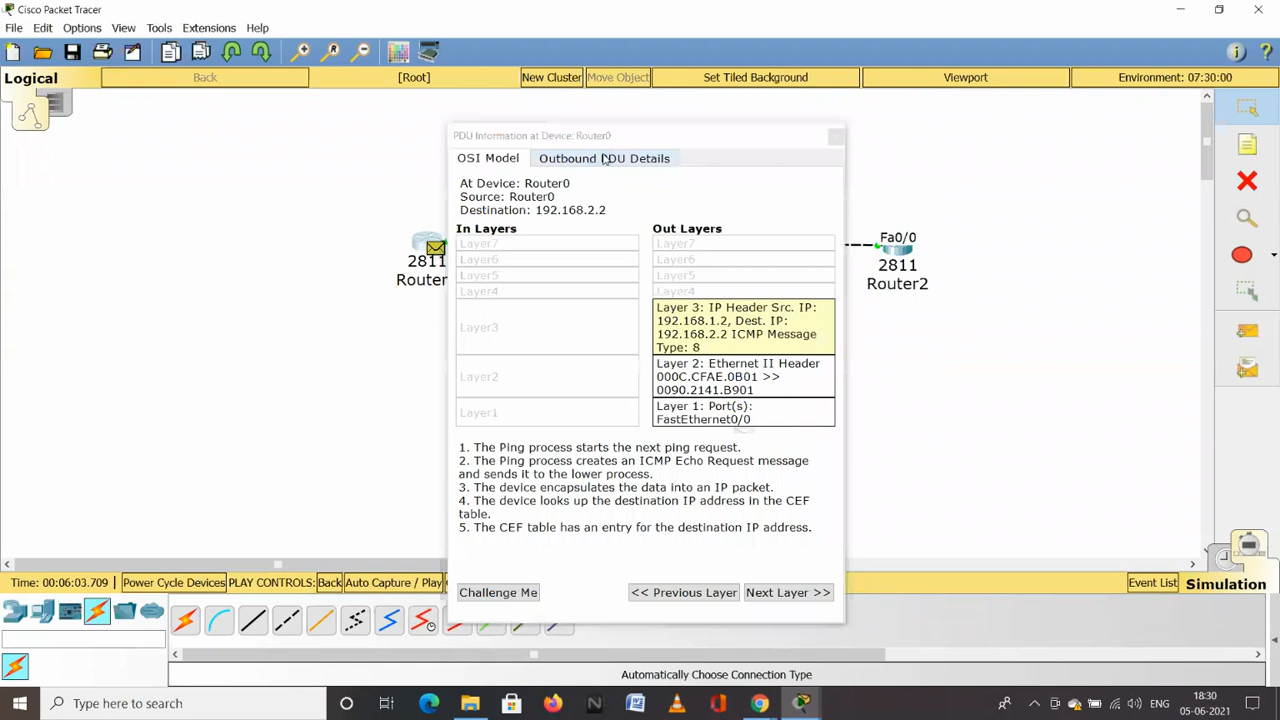 Cisco Packet Tracer
File Edit Options View Tools Extensions Help
Logical Back [Root] New Cluster Move Object Set Tiled Background Viewport Environment: 07:30:00
PDU Information at Device: Router0
OSI Model Outbound PDU Details
At Device: Router0
Source: Router0
Destination: 192.168.2.2
In Layers Out Layers
Layer7 Layer7
Layer6 Layer6
Layer5 Layer5
Layer4 Layer4
Layer3
Layer 3: IP Header Src. IP:
192.168.1.2, Dest. IP:
192.168.2.2 ICMP Message
Type: 8
Layer2
Layer 2: Ethernet II Header
000C.CFAE.0B01 >>
0090.2141.B901
Layer1
Layer 1: Port(s):
FastEthernet0/0
1. The Ping process starts the next ping request.
2. The Ping process creates an ICMP Echo Request message
and sends it to the lower process.
3. The device encapsulates the data into an IP packet.
4. The device looks up the destination IP address in the CEF
table.
5. The CEF table has an entry for the destination IP address.
Challenge Me << Previous Layer Next Layer >>
2811
Router
Fa0/0
2811
Router2
Time: 00:06:03.709 Power Cycle Devices PLAY CONTROLS: Back Auto Capture / Play Event List Simulation
Automatically Choose Connection Type
Type here to search
N
W
ENG
18:30
05-06-2021